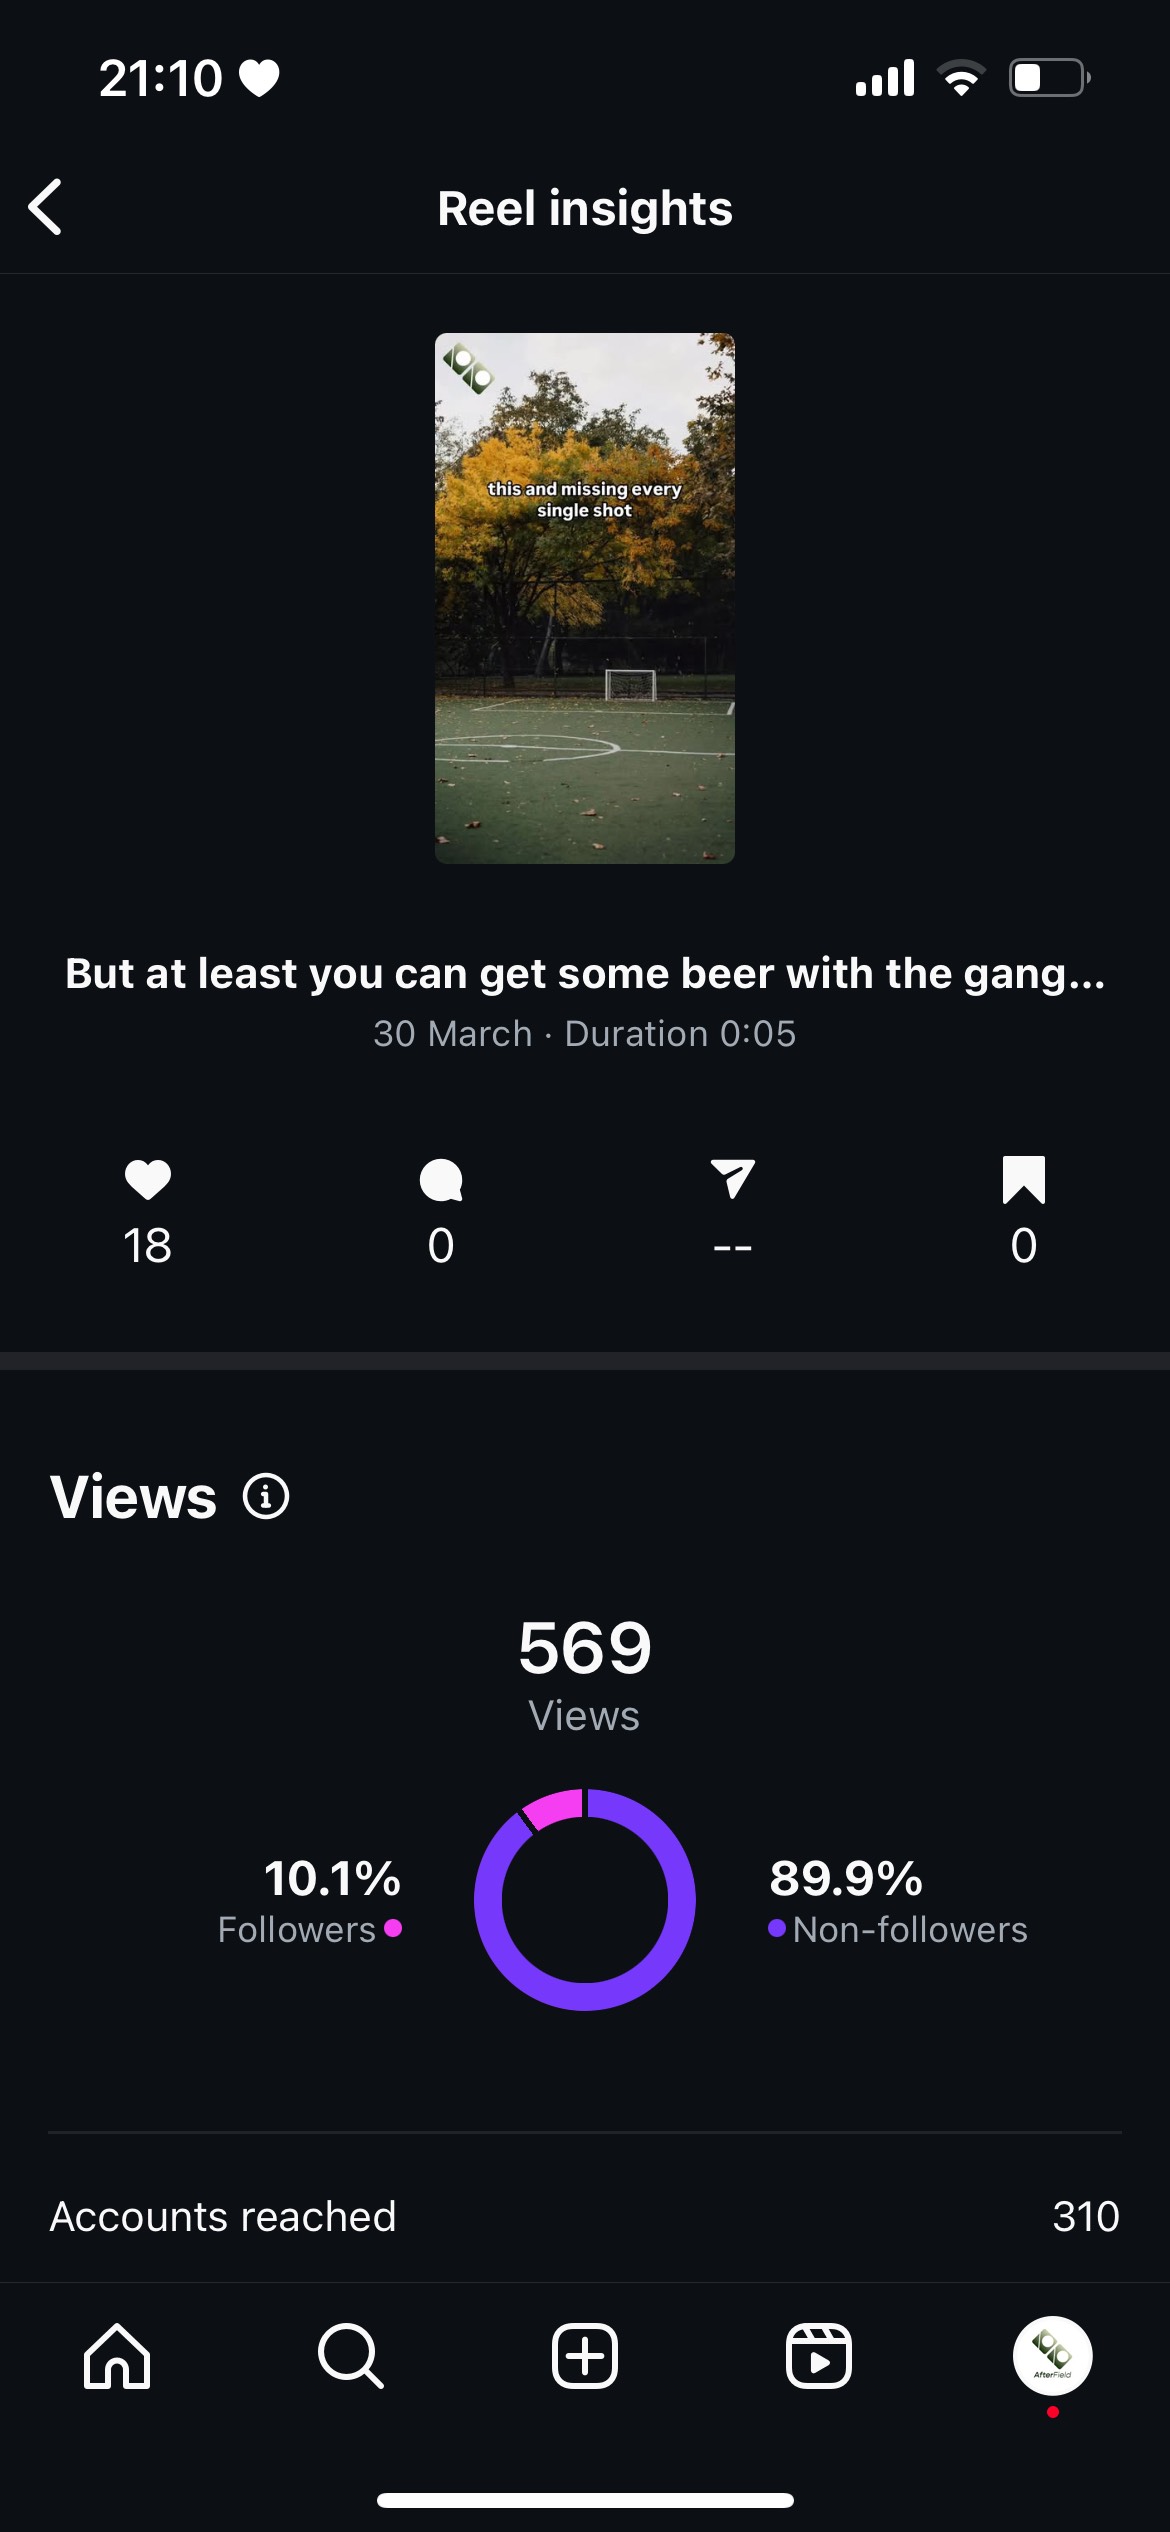 21:10
Reel insights
this and missing every
single shot
But at least you can get some beer with the gang...
30 March · Duration 0:05
18
0
--
0
Views
569
Views
10.1%
Followers
89.9%
Non-followers
Accounts reached
310
AfterField